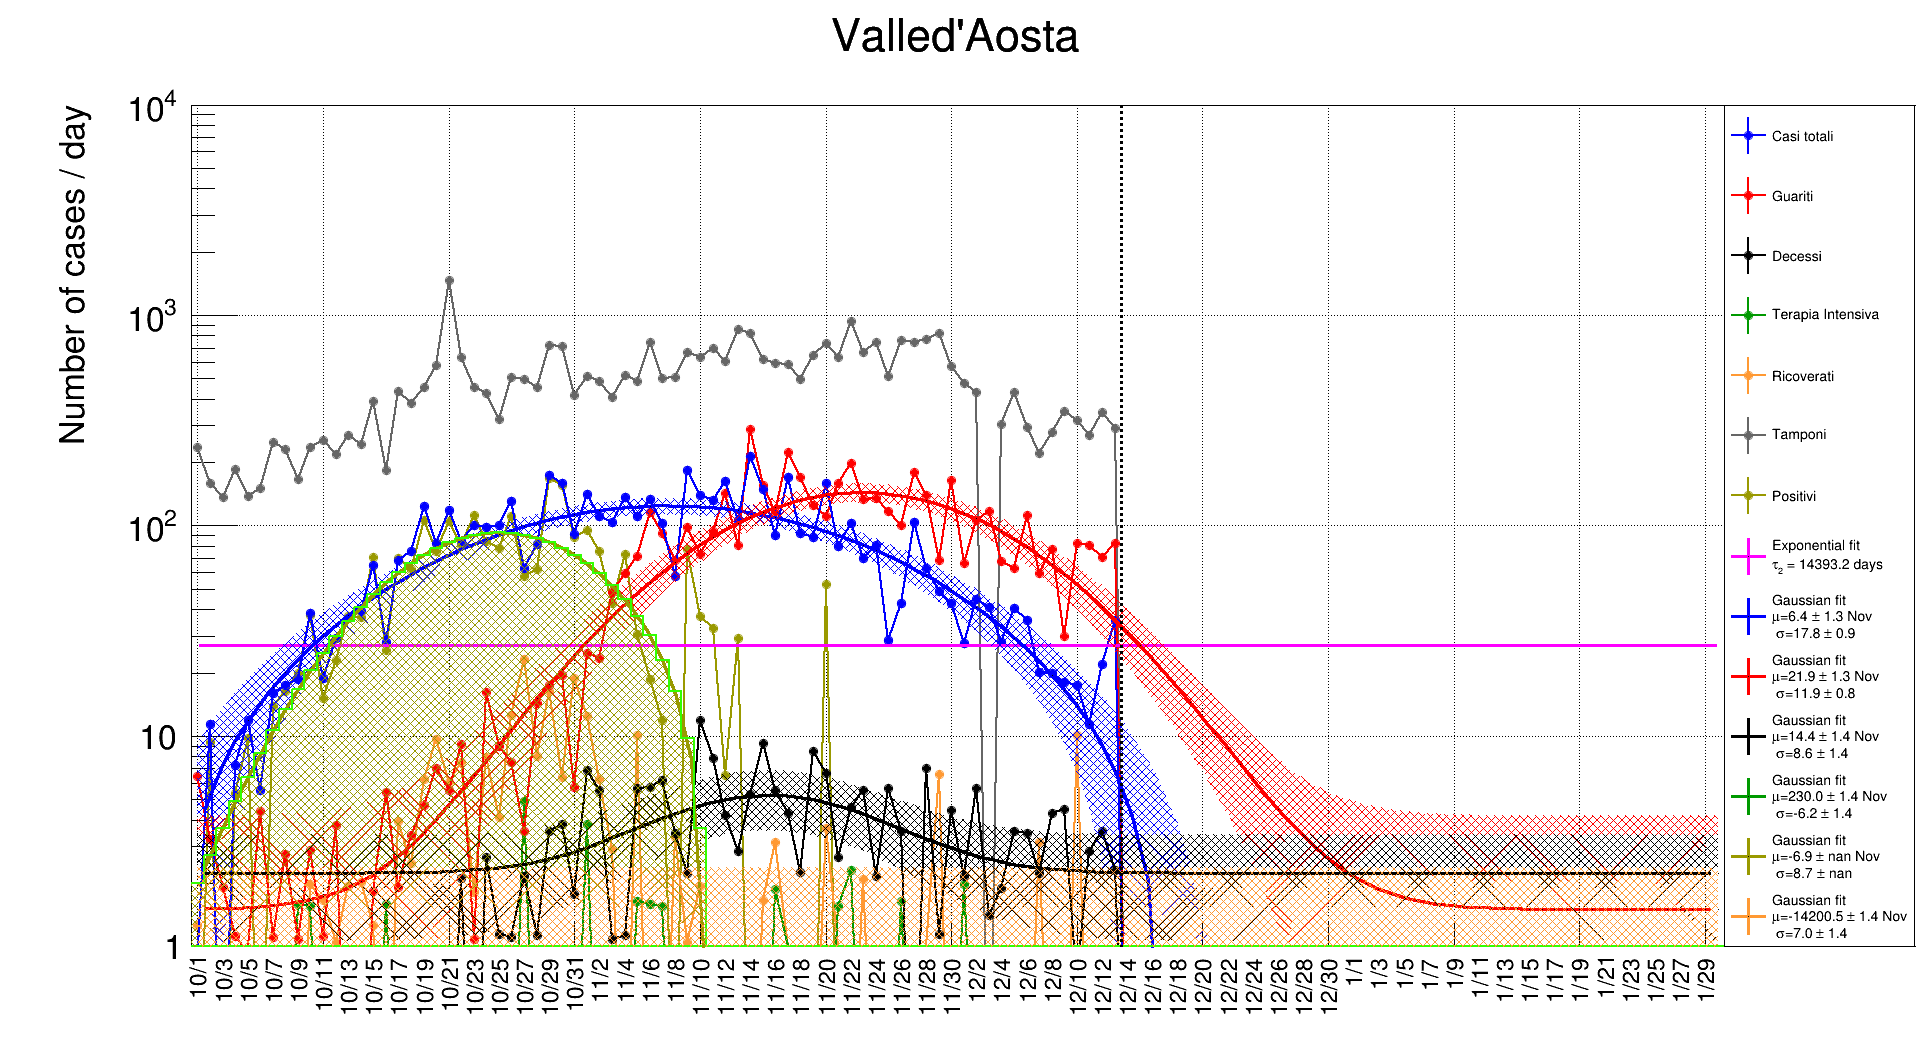 Valled'Aosta
Number of cases / day
10⁴
10³
10²
10
1
10/1 10/3 10/5 10/7 10/9 10/11 10/13 10/15 10/17 10/19 10/21 10/23 10/25 10/27 10/29 10/31 11/2 11/4 11/6 11/8 11/10 11/12 11/14 11/16 11/18 11/20 11/22 11/24 11/26 11/28 11/30 12/2 12/4 12/6 12/8 12/10 12/12 12/14 12/16 12/18 12/20 12/22 12/24 12/26 12/28 12/30 1/1 1/3 1/5 1/7 1/9 1/11 1/13 1/15 1/17 1/19 1/21 1/23 1/25 1/27 1/29
Casi totali
Guariti
Decessi
Terapia Intensiva
Ricoverati
Tamponi
Positivi
Exponential fit
τ₂ = 14393.2 days
Gaussian fit
μ=6.4 ± 1.3 Nov
σ=17.8 ± 0.9
Gaussian fit
μ=21.9 ± 1.3 Nov
σ=11.9 ± 0.8
Gaussian fit
μ=14.4 ± 1.4 Nov
σ=8.6 ± 1.4
Gaussian fit
μ=230.0 ± 1.4 Nov
σ=-6.2 ± 1.4
Gaussian fit
μ=-6.9 ± nan Nov
σ=8.7 ± nan
Gaussian fit
μ=-14200.5 ± 1.4 Nov
σ=7.0 ± 1.4